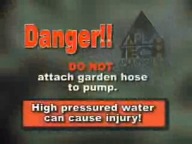 Danger!!
DO NOT
attach garden hose
to pump.
High pressured water
can cause injury!